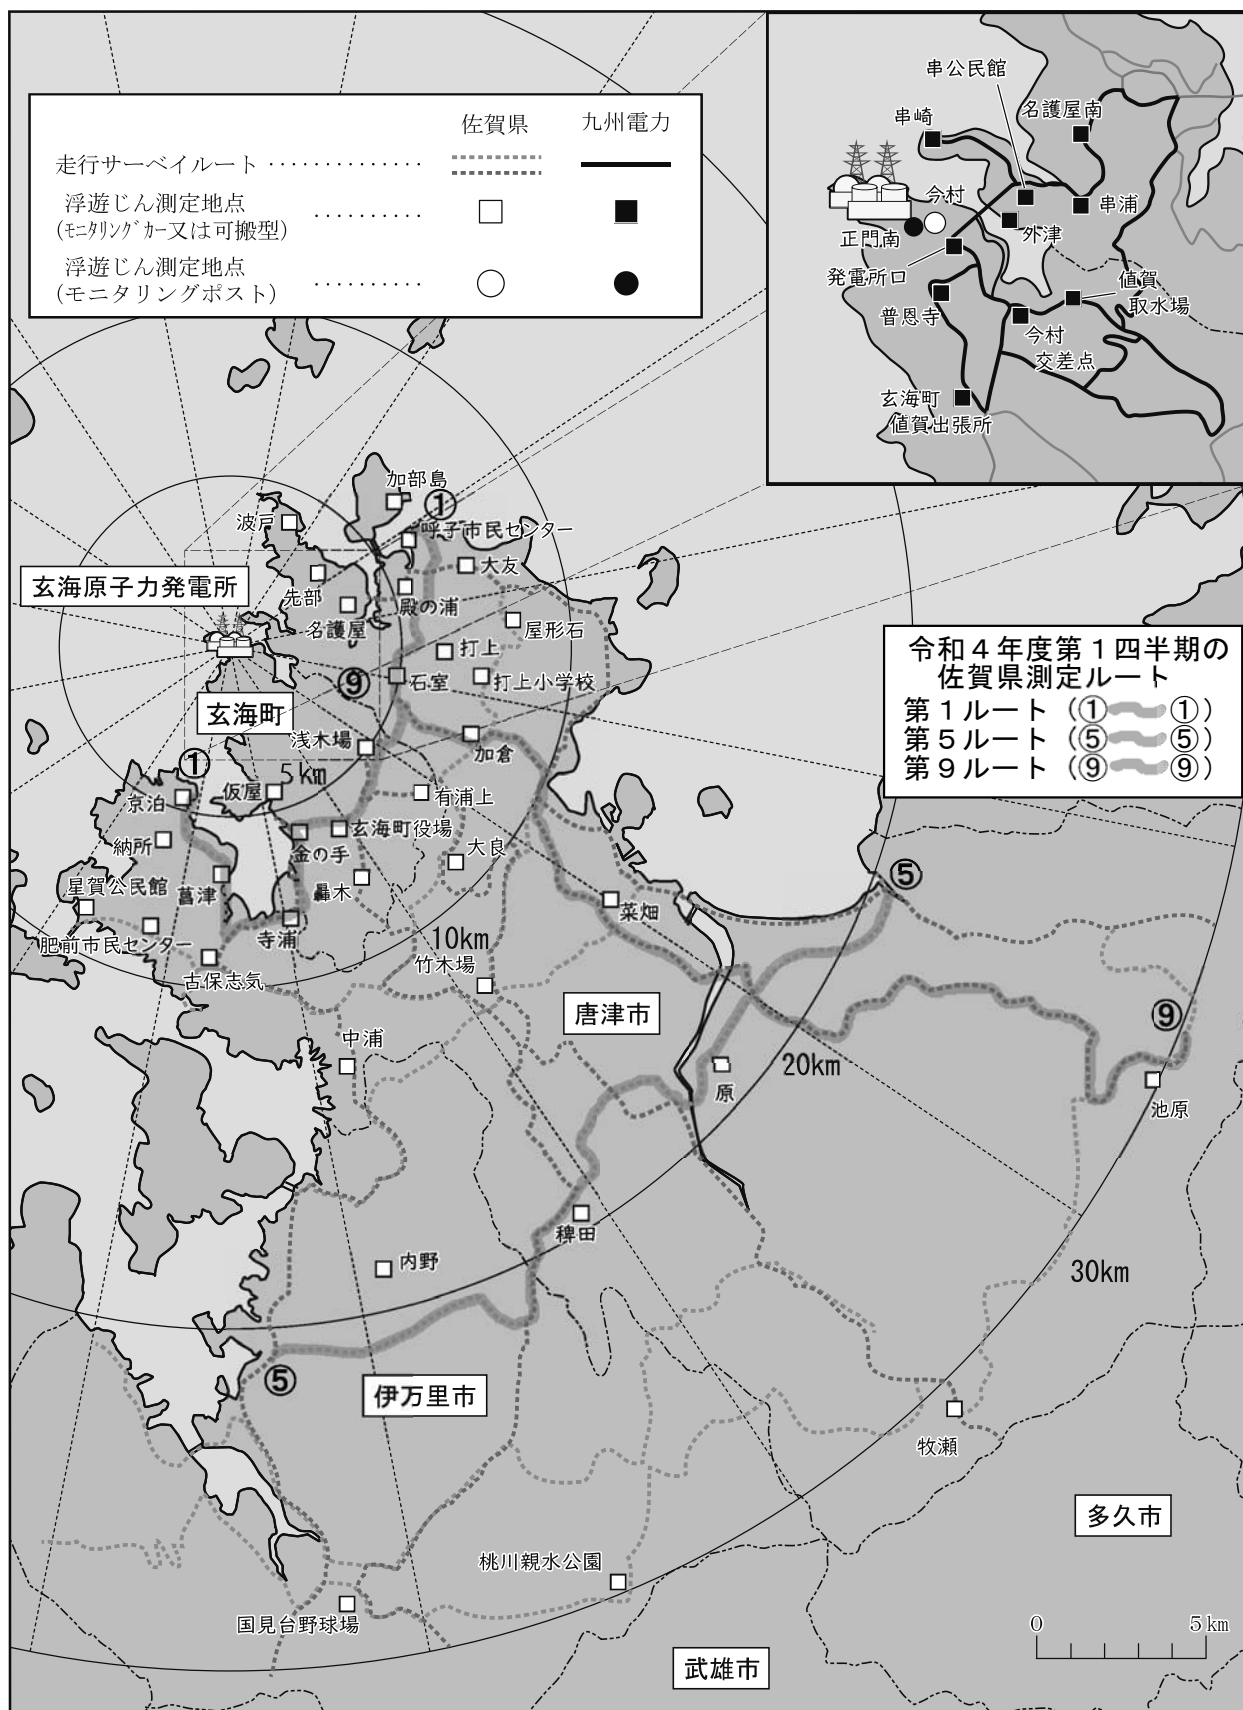 佐賀県
九州電力
走行サーベイルート ‥‥‥‥‥‥‥
浮遊じん測定地点
(モニタリングカー又は可搬型)
‥‥‥‥‥
浮遊じん測定地点
(モニタリングポスト)
‥‥‥‥‥
串公民館
串崎
名護屋南
今村
串浦
正門南
外津
発電所口
値賀
取水場
普恩寺
今村
交差点
玄海町
値賀出張所
加部島
①
波戸
呼子市民センター
大友
玄海原子力発電所
先部
殿の浦
名護屋
屋形石
打上
⑨
石室
打上小学校
玄海町
浅木場
加倉
令和4年度第1四半期の
佐賀県測定ルート
第1ルート(① ①)
第5ルート(⑤ ⑤)
第9ルート(⑨ ⑨)
①
5km
京泊
仮屋
有浦上
納所
金の手
玄海町役場
大良
星賀公民館
菖津
轟木
⑤
菜畑
肥前市民センター
寺浦
10km
古保志気
竹木場
唐津市
中浦
⑨
20km
原
池原
稗田
内野
30km
⑤
伊万里市
牧瀬
多久市
桃川親水公園
国見台野球場
武雄市
0
5km